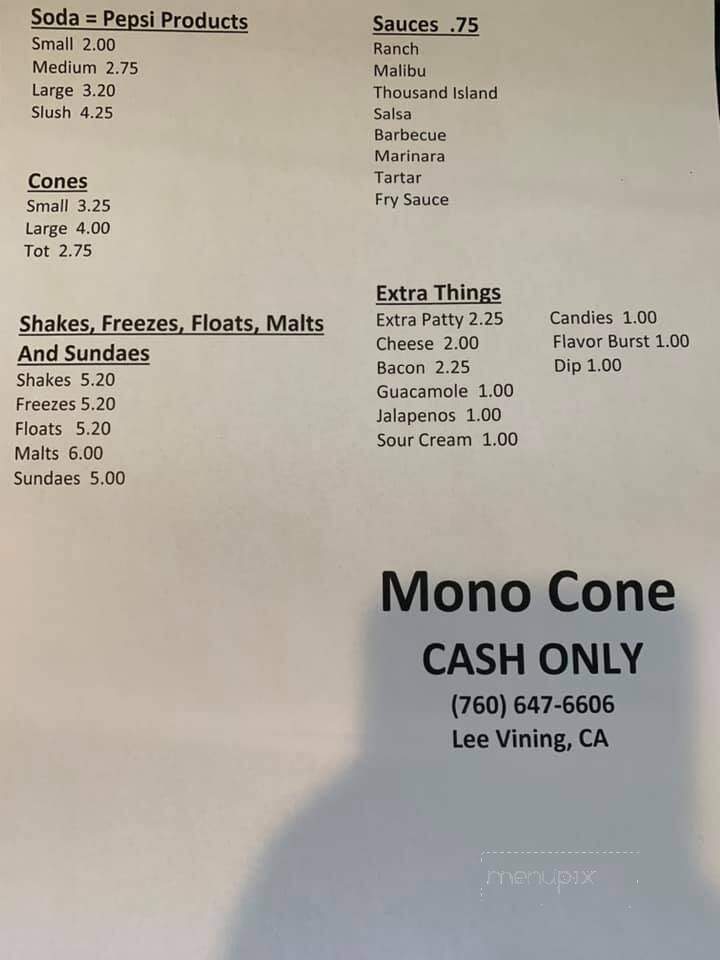 Soda = Pepsi Products
Small 2.00
Medium 2.75
Large 3.20
Slush 4.25
Cones
Small 3.25
Large 4.00
Tot 2.75
Shakes, Freezes, Floats, Malts
And Sundaes
Shakes 5.20
Freezes 5.20
Floats 5.20
Malts 6.00
Sundaes 5.00
Sauces .75
Ranch
Malibu
Thousand Island
Salsa
Barbecue
Marinara
Tartar
Fry Sauce
Extra Things
Extra Patty 2.25
Cheese 2.00
Bacon 2.25
Guacamole 1.00
Jalapenos 1.00
Sour Cream 1.00
Candies 1.00
Flavor Burst 1.00
Dip 1.00
Mono Cone
CASH ONLY
(760) 647-6606
Lee Vining, CA
menupix